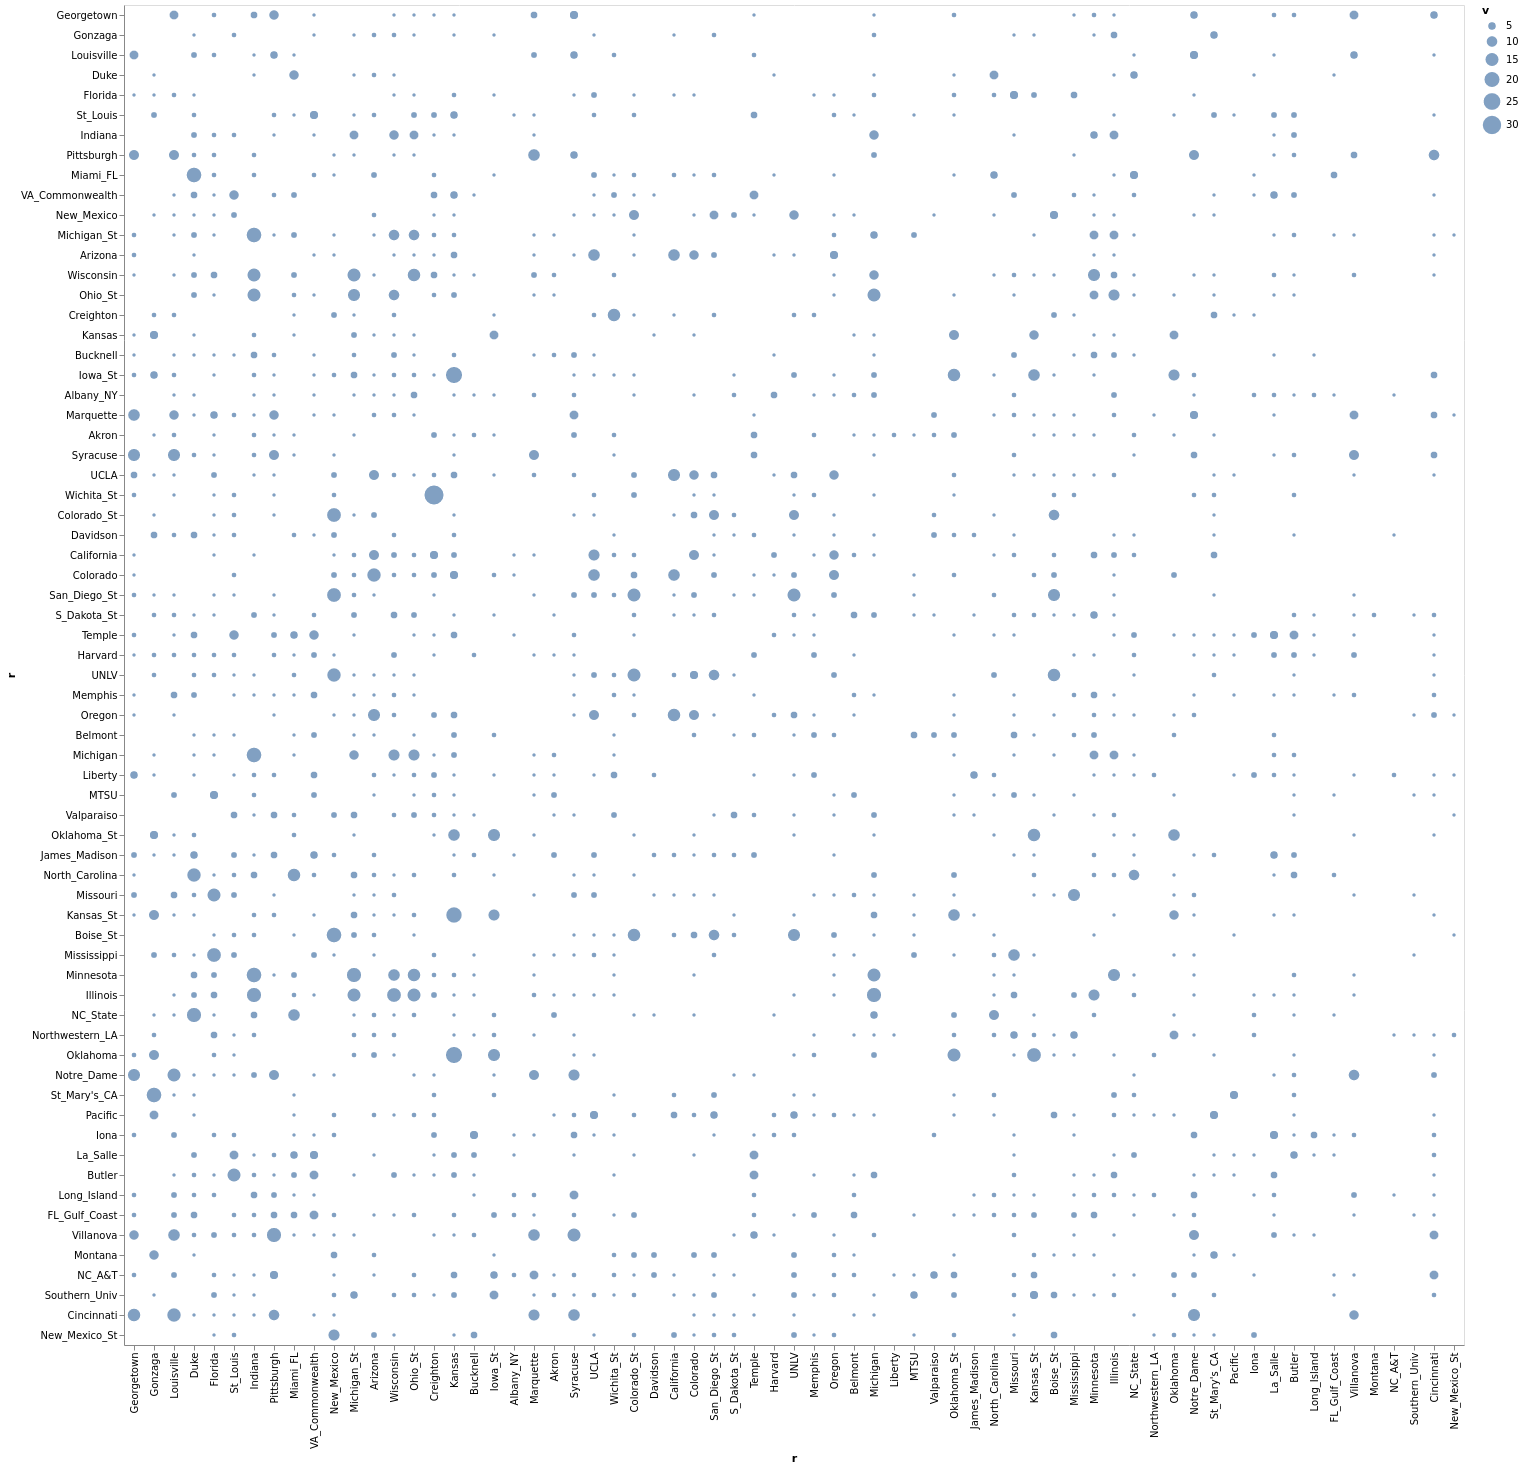 Georgetown
Gonzaga
Louisville
Duke
Florida
St_Louis
Indiana
Pittsburgh
Miami_FL
VA_Commonwealth
New_Mexico
Michigan_St
Arizona
Wisconsin
Ohio_St
Creighton
Kansas
Bucknell
Iowa_St
Albany_NY
Marquette
Akron
Syracuse
UCLA
Wichita_St
Colorado_St
Davidson
California
Colorado
San_Diego_St
S_Dakota_St
Temple
Harvard
UNLV
Memphis
Oregon
Belmont
Michigan
Liberty
MTSU
Valparaiso
Oklahoma_St
James_Madison
North_Carolina
Missouri
Kansas_St
Boise_St
Mississippi
Minnesota
Illinois
NC_State
Northwestern_LA
Oklahoma
Notre_Dame
St_Mary's_CA
Pacific
Iona
La_Salle
Butler
Long_Island
FL_Gulf_Coast
Villanova
Montana
NC_A&T
Southern_Univ
Cincinnati
New_Mexico_St
r
Georgetown
Gonzaga
Louisville
Duke
Florida
St_Louis
Indiana
Pittsburgh
Miami_FL
VA_Commonwealth
New_Mexico
Michigan_St
Arizona
Wisconsin
Ohio_St
Creighton
Kansas
Bucknell
Iowa_St
Albany_NY
Marquette
Akron
Syracuse
UCLA
Wichita_St
Colorado_St
Davidson
California
Colorado
San_Diego_St
S_Dakota_St
Temple
Harvard
UNLV
Memphis
Oregon
Belmont
Michigan
Liberty
MTSU
Valparaiso
Oklahoma_St
James_Madison
North_Carolina
Missouri
Kansas_St
Boise_St
Mississippi
Minnesota
Illinois
NC_State
Northwestern_LA
Oklahoma
Notre_Dame
St_Mary's_CA
Pacific
Iona
La_Salle
Butler
Long_Island
FL_Gulf_Coast
Villanova
Montana
NC_A&T
Southern_Univ
Cincinnati
New_Mexico_St
r
v
5
10
15
20
25
30